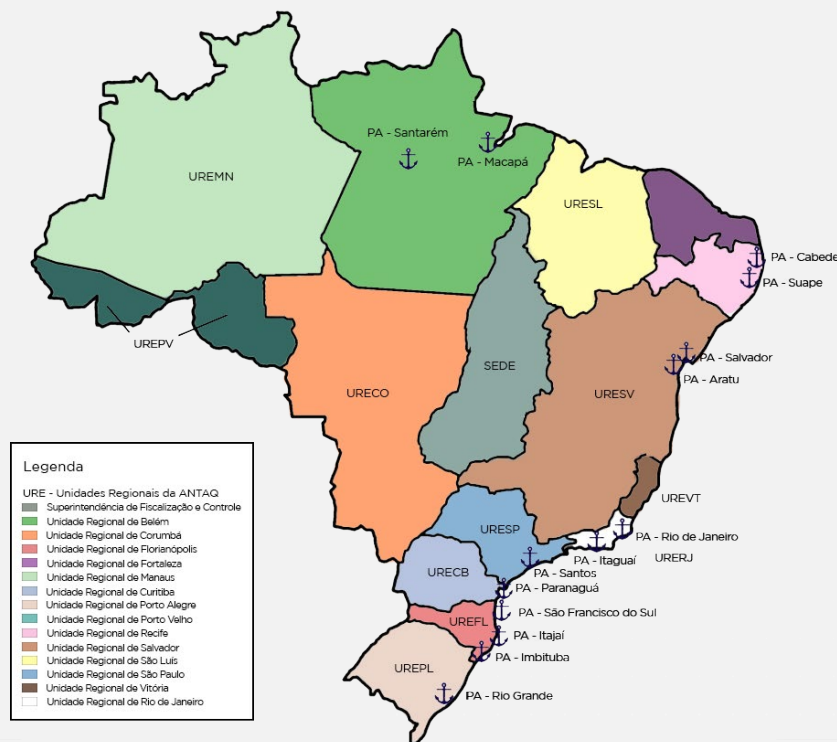 PA - Santarém
PA - Macapá
UREMN
URESL
PA - Cabede
PA - Suape
UREPV
SEDE
PA - Salvador
PA - Aratu
URECO
URESV
UREVT
URESP
PA - Rio de Janeiro
PA - Itaguaí
URERJ
PA - Santos
URECB
PA - Paranaguá
PA - São Francisco do Sul
UREFL
PA - Itajaí
PA - Imbituba
UREPL
PA - Rio Grande
Legenda
URE - Unidades Regionais da ANTAQ
Superintendência de Fiscalização e Controle
Unidade Regional de Belém
Unidade Regional de Corumbá
Unidade Regional de Florianópolis
Unidade Regional de Fortaleza
Unidade Regional de Manaus
Unidade Regional de Curitiba
Unidade Regional de Porto Alegre
Unidade Regional de Porto Velho
Unidade Regional de Recife
Unidade Regional de Salvador
Unidade Regional de São Luís
Unidade Regional de São Paulo
Unidade Regional de Vitória
Unidade Regional de Rio de Janeiro